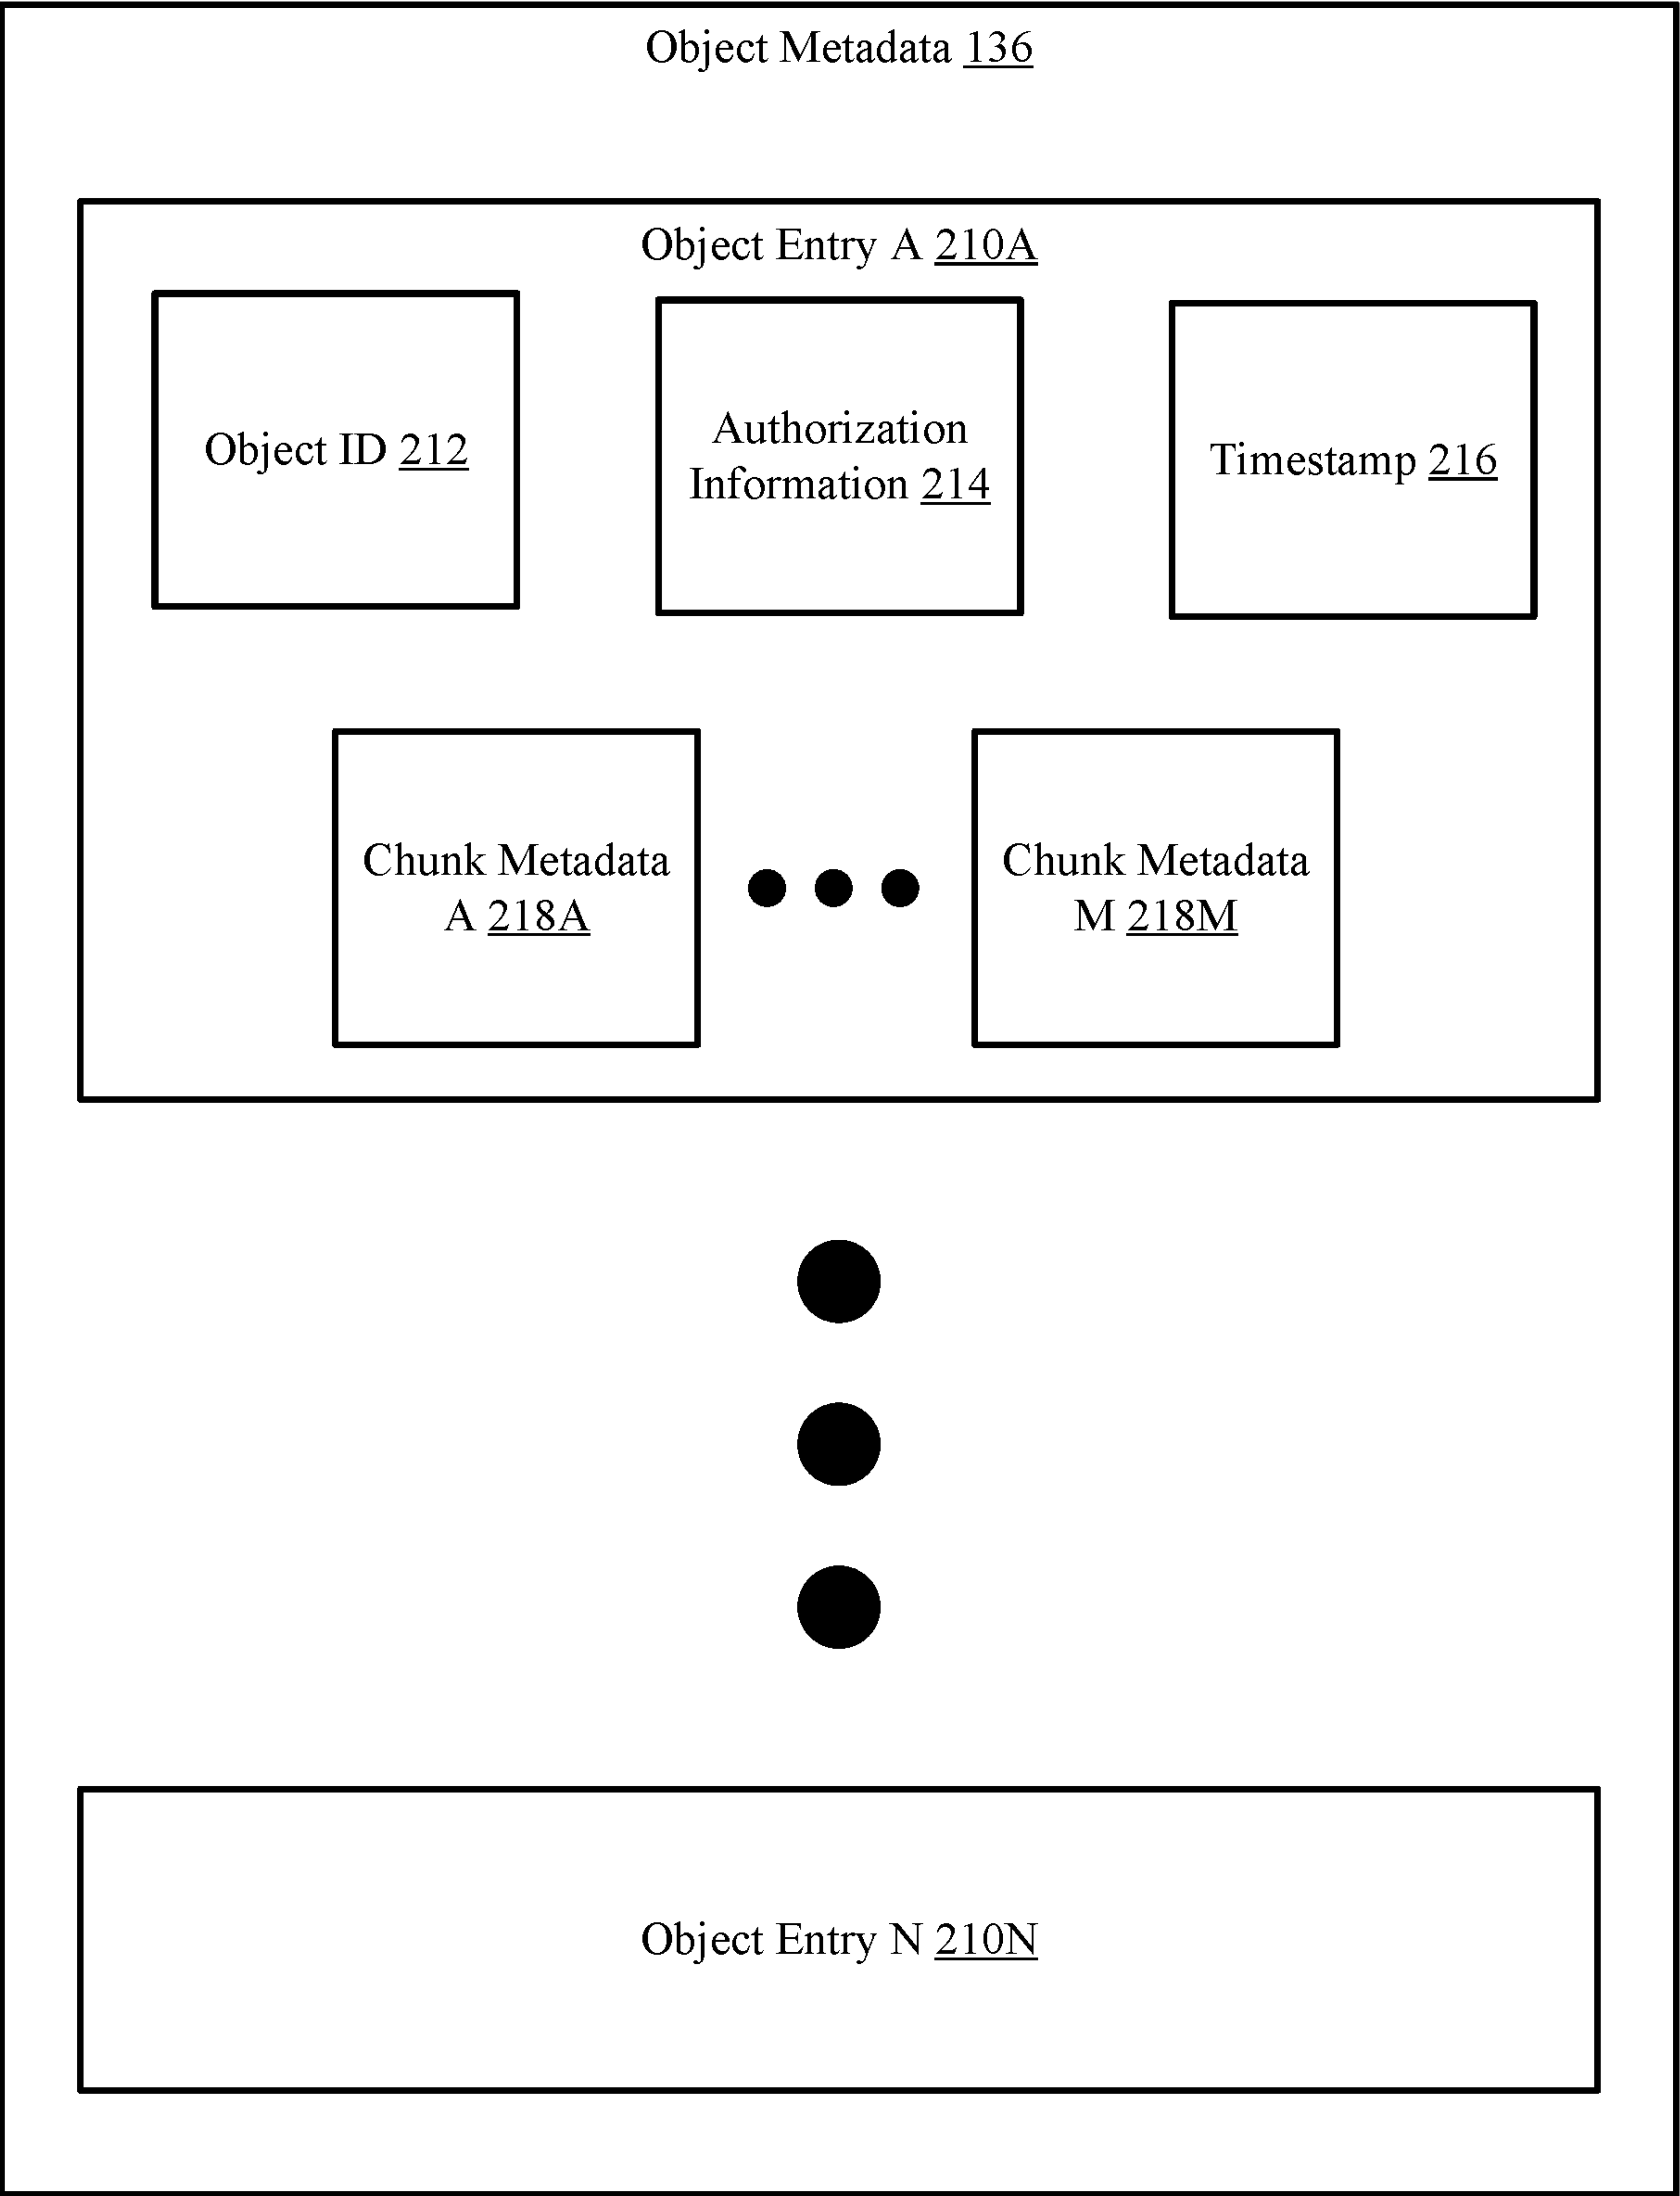 Object Metadata 136
Object Entry A 210A
Object ID 212
Authorization
Information 214
Timestamp 216
Chunk Metadata
A 218A
Chunk Metadata
M 218M
Object Entry N 210N